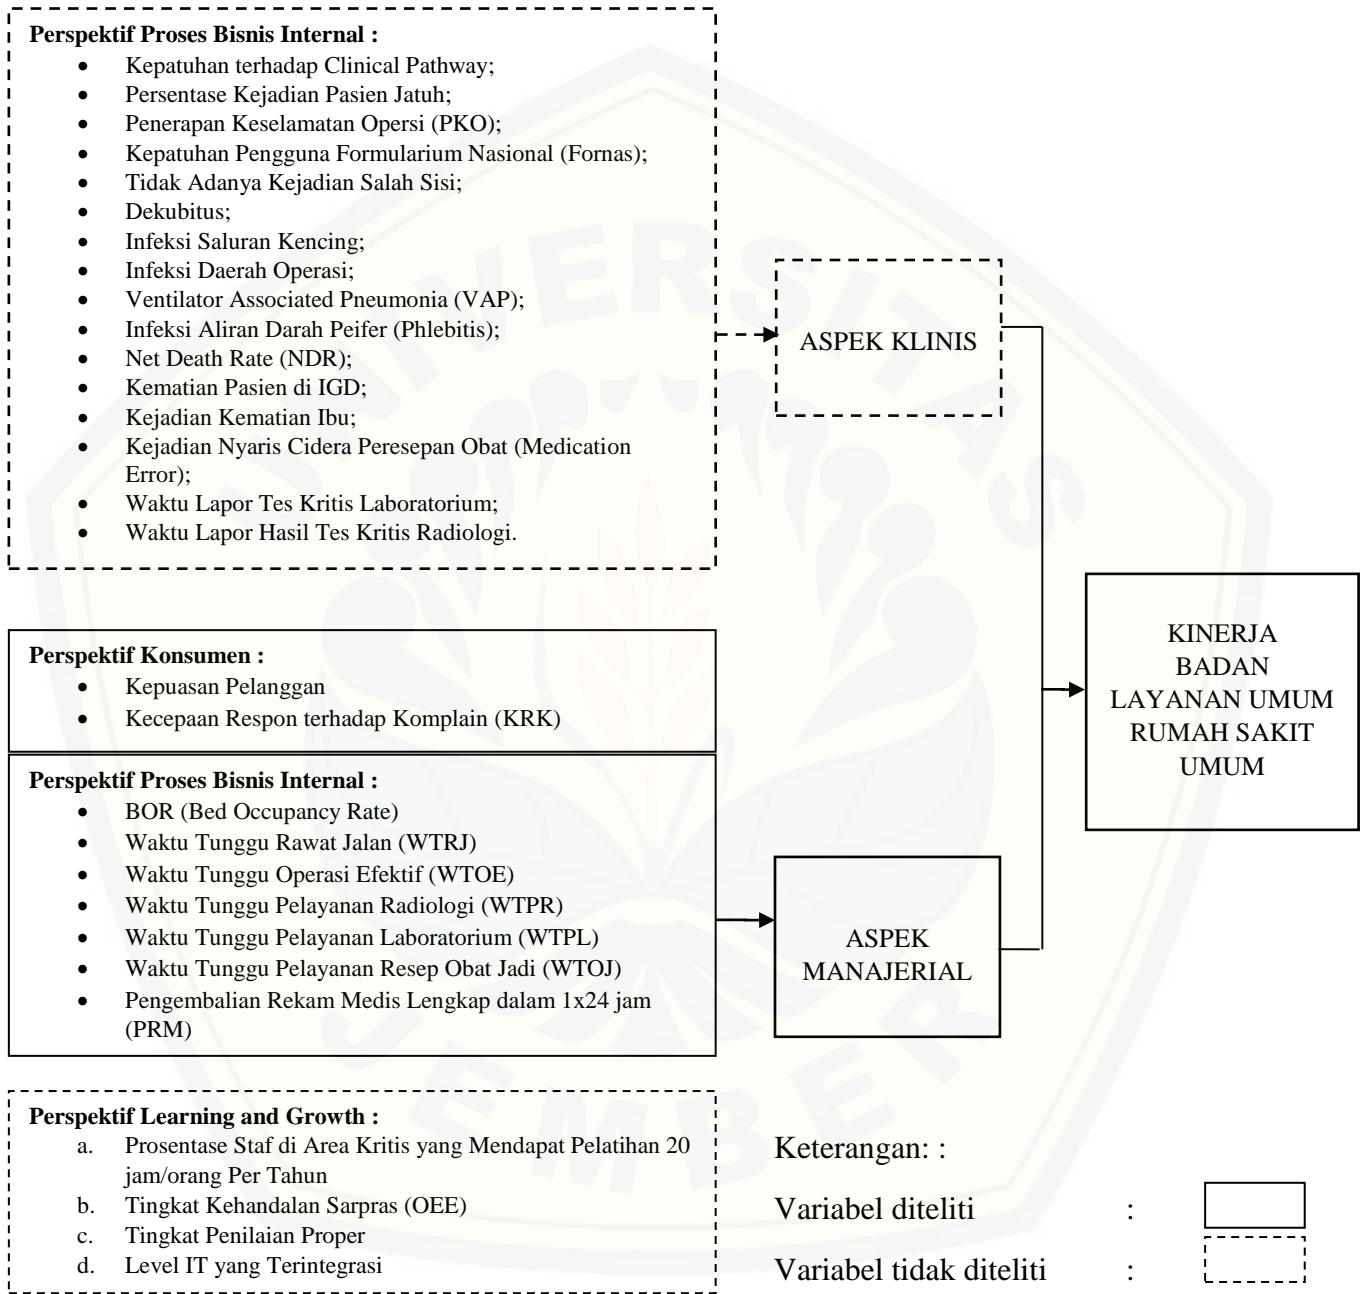 Perspektif Proses Bisnis Internal :
• Kepatuhan terhadap Clinical Pathway;
• Persentase Kejadian Pasien Jatuh;
• Penerapan Keselamatan Opersi (PKO);
• Kepatuhan Pengguna Formularium Nasional (Fornas);
• Tidak Adanya Kejadian Salah Sisi;
• Dekubitus;
• Infeksi Saluran Kencing;
• Infeksi Daerah Operasi;
• Ventilator Associated Pneumonia (VAP);
• Infeksi Aliran Darah Peifer (Phlebitis);
• Net Death Rate (NDR);
• Kematian Pasien di IGD;
• Kejadian Kematian Ibu;
• Kejadian Nyaris Cidera Peresepan Obat (Medication
Error);
• Waktu Lapor Tes Kritis Laboratorium;
• Waktu Lapor Hasil Tes Kritis Radiologi.
ASPEK KLINIS
Perspektif Konsumen :
• Kepuasan Pelanggan
• Kecepaan Respon terhadap Komplain (KRK)
Perspektif Proses Bisnis Internal :
• BOR (Bed Occupancy Rate)
• Waktu Tunggu Rawat Jalan (WTRJ)
• Waktu Tunggu Operasi Efektif (WTOE)
• Waktu Tunggu Pelayanan Radiologi (WTPR)
• Waktu Tunggu Pelayanan Laboratorium (WTPL)
• Waktu Tunggu Pelayanan Resep Obat Jadi (WTOJ)
• Pengembalian Rekam Medis Lengkap dalam 1x24 jam
(PRM)
ASPEK
MANAJERIAL
KINERJA
BADAN
LAYANAN UMUM
RUMAH SAKIT
UMUM
Perspektif Learning and Growth :
a. Prosentase Staf di Area Kritis yang Mendapat Pelatihan 20
jam/orang Per Tahun
b. Tingkat Kehandalan Sarpras (OEE)
c. Tingkat Penilaian Proper
d. Level IT yang Terintegrasi
Keterangan: :
Variabel diteliti :
Variabel tidak diteliti :
UNIVERSITAS
JEMBER